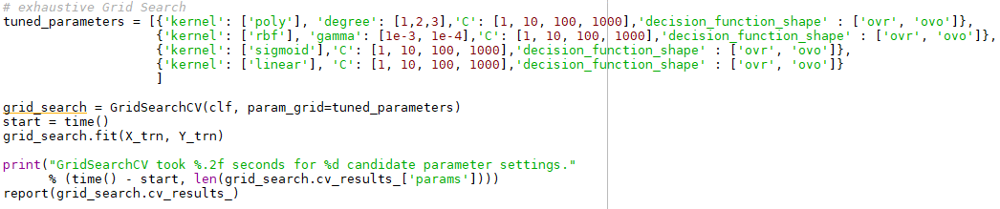 # exhaustive Grid Search
tuned_parameters = [{'kernel': ['poly'], 'degree': [1,2,3],'C': [1, 10, 100, 1000],'decision_function_shape' : ['ovr', 'ovo']},
{'kernel': ['rbf'], 'gamma': [1e-3, 1e-4],'C': [1, 10, 100, 1000],'decision_function_shape' : ['ovr', 'ovo']},
{'kernel': ['sigmoid'],'C': [1, 10, 100, 1000],'decision_function_shape' : ['ovr', 'ovo']},
{'kernel': ['linear'], 'C': [1, 10, 100, 1000],'decision_function_shape' : ['ovr', 'ovo']}
]
grid_search = GridSearchCV(clf, param_grid=tuned_parameters)
start = time()
grid_search.fit(X_trn, Y_trn)
print("GridSearchCV took %.2f seconds for %d candidate parameter settings."
% (time() - start, len(grid_search.cv_results_['params'])))
report(grid_search.cv_results_)